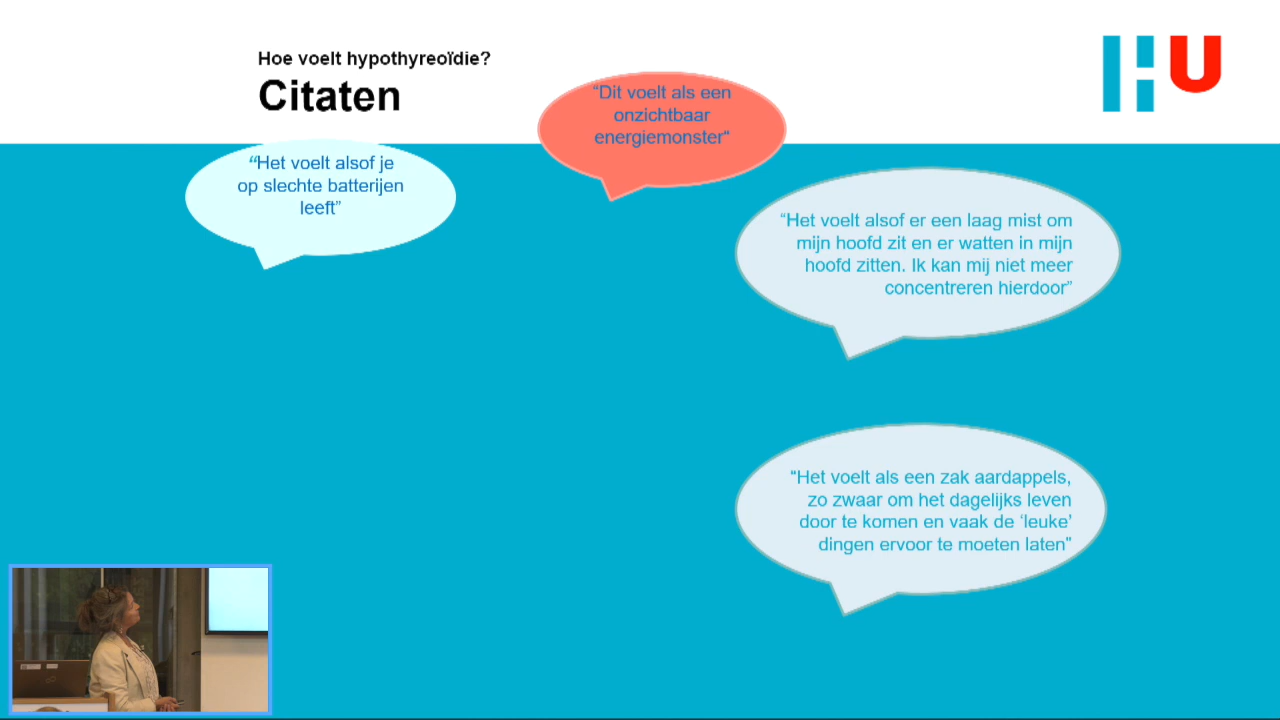 Hoe voelt hypothyreoïdie?
Citaten
HU
“Dit voelt als een
onzichtbaar
energiemonster“
“Het voelt alsof je
op slechte batterijen
leeft”
“Het voelt alsof er een laag mist om
mijn hoofd zit en er watten in mijn
hoofd zitten. Ik kan mij niet meer
concentreren hierdoor”
“Het voelt als een zak aardappels,
zo zwaar om het dagelijks leven
door te komen en vaak de ‘leuke’
dingen ervoor te moeten laten”